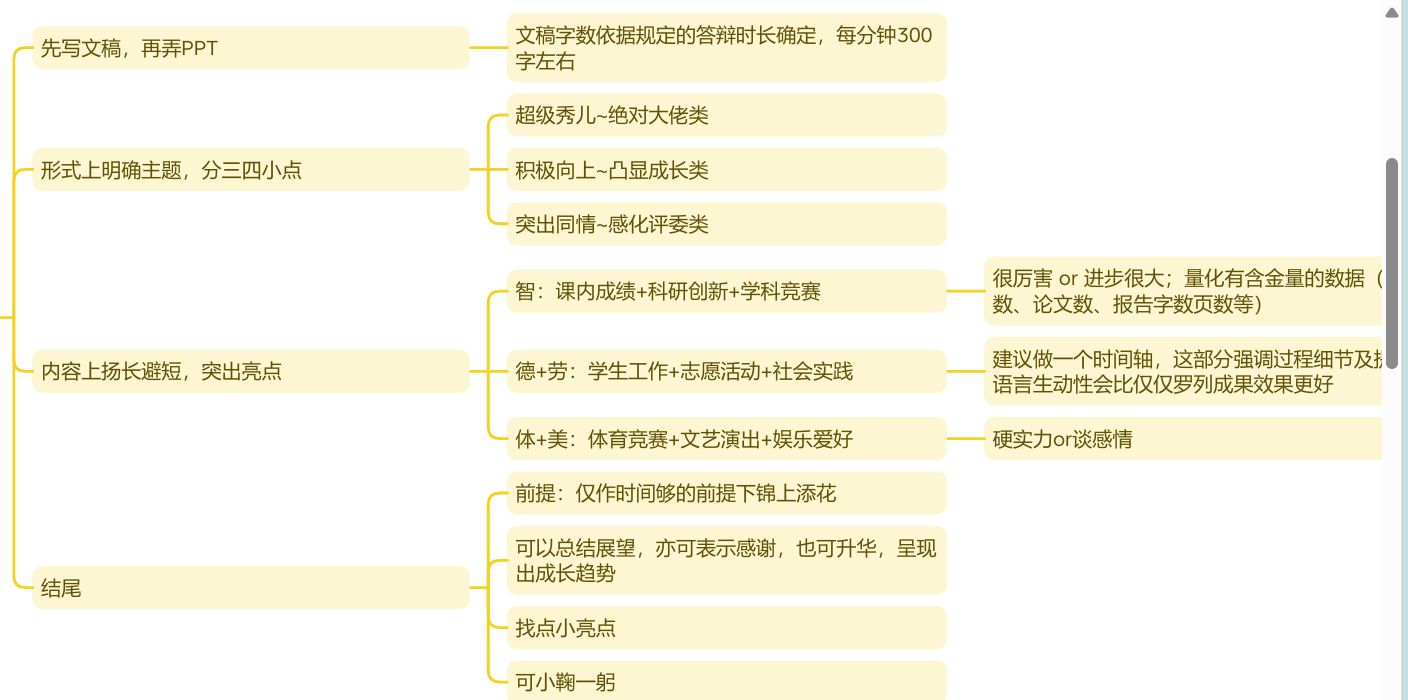 先写文稿，再弄PPT
文稿字数依据规定的答辩时长确定，每分钟300
字左右
形式上明确主题，分三四小点
超级秀儿~绝对大佬类
积极向上~凸显成长类
突出同情~感化评委类
内容上扬长避短，突出亮点
智：课内成绩+科研创新+学科竞赛
很厉害 or 进步很大；量化有含金量的数据（
数、论文数、报告字数页数等）
德+劳：学生工作+志愿活动+社会实践
建议做一个时间轴，这部分强调过程细节及
语言生动性会比仅仅罗列成果效果更好
体+美：体育竞赛+文艺演出+娱乐爱好
硬实力or谈感情
结尾
前提：仅作时间够的前提下锦上添花
可以总结展望，亦可表示感谢，也可升华，呈现
出成长趋势
找点小亮点
可小鞠一躬